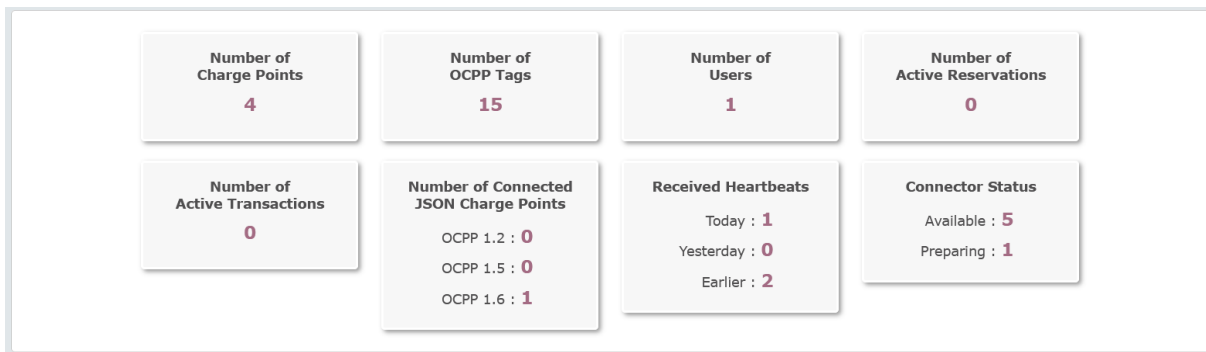 Number of
Charge Points
4
Number of
OCPP Tags
15
Number of
Users
1
Number of
Active Reservations
0
Number of
Active Transactions
0
Number of Connected
JSON Charge Points
OCPP 1.2 : 0
OCPP 1.5 : 0
OCPP 1.6 : 1
Received Heartbeats
Today : 1
Yesterday : 0
Earlier : 2
Connector Status
Available : 5
Preparing : 1